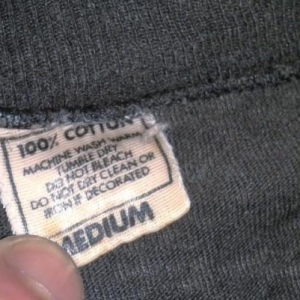 100% COTTON
MACHINE WASH WARM
TUMBLE DRY
DO NOT BLEACH
DO NOT DRY CLEAN OR
IRON IF DECORATED
MEDIUM